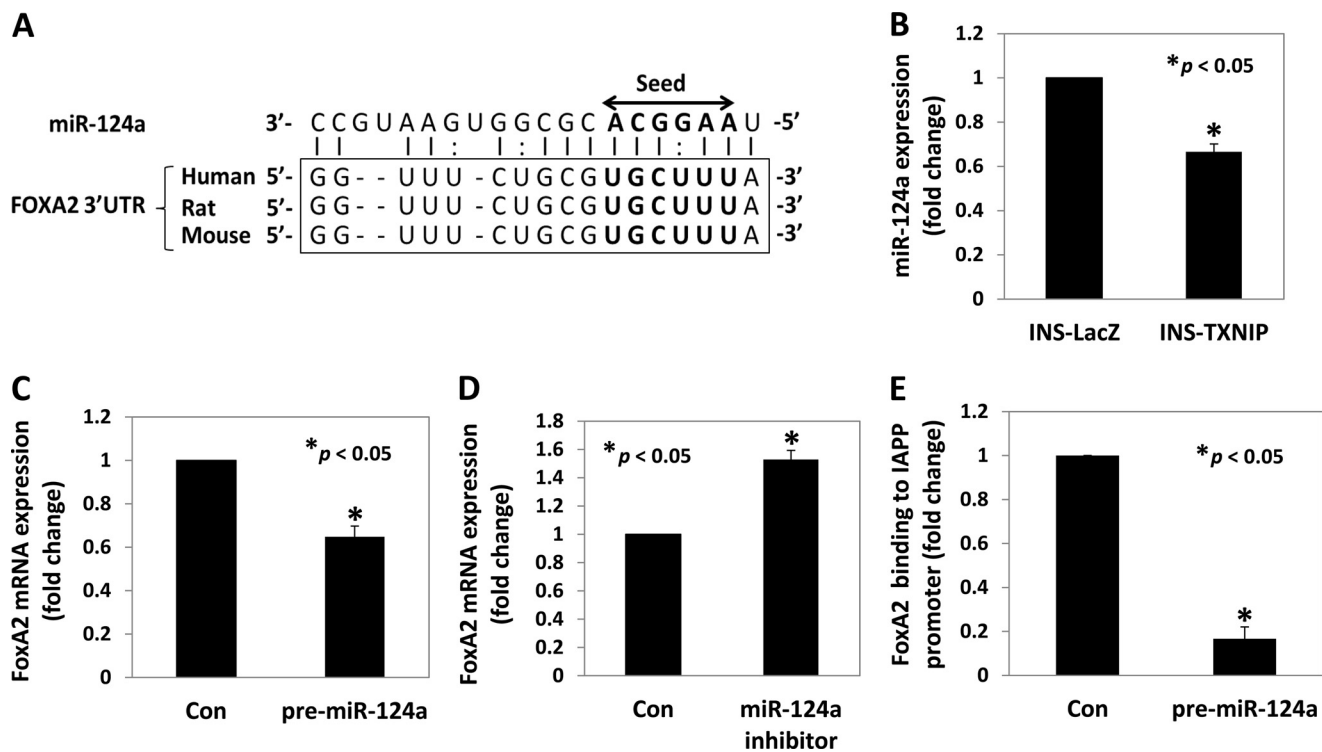 A
Seed
miR-124a 3'- C C G U A A G U G G C G C A C G G A A U -5'
| | | | : | : | | | | | : | | |
FOXA2 3'UTR
Human 5'- G G - - U U U - C U G C G U G C U U U A -3'
Rat 5'- G G - - U U U - C U G C G U G C U U U A -3'
Mouse 5'- G G - - U U U - C U G C G U G C U U U A -3'
B
miR-124a expression
(fold change)
1.2
1
0.8
0.6
0.4
0.2
0
* p < 0.05
*
INS-LacZ INS-TXNIP
C
FoxA2 mRNA expression
(fold change)
1.2
1
0.8
0.6
0.4
0.2
0
* p < 0.05
*
Con pre-miR-124a
D
FoxA2 mRNA expression
(fold change)
1.8
1.6
1.4
1.2
1
0.8
0.6
0.4
0.2
0
* p < 0.05
*
Con miR-124a
inhibitor
E
FoxA2 binding to IAPP
promoter (fold change)
1.2
1
0.8
0.6
0.4
0.2
0
* p < 0.05
*
Con pre-miR-124a